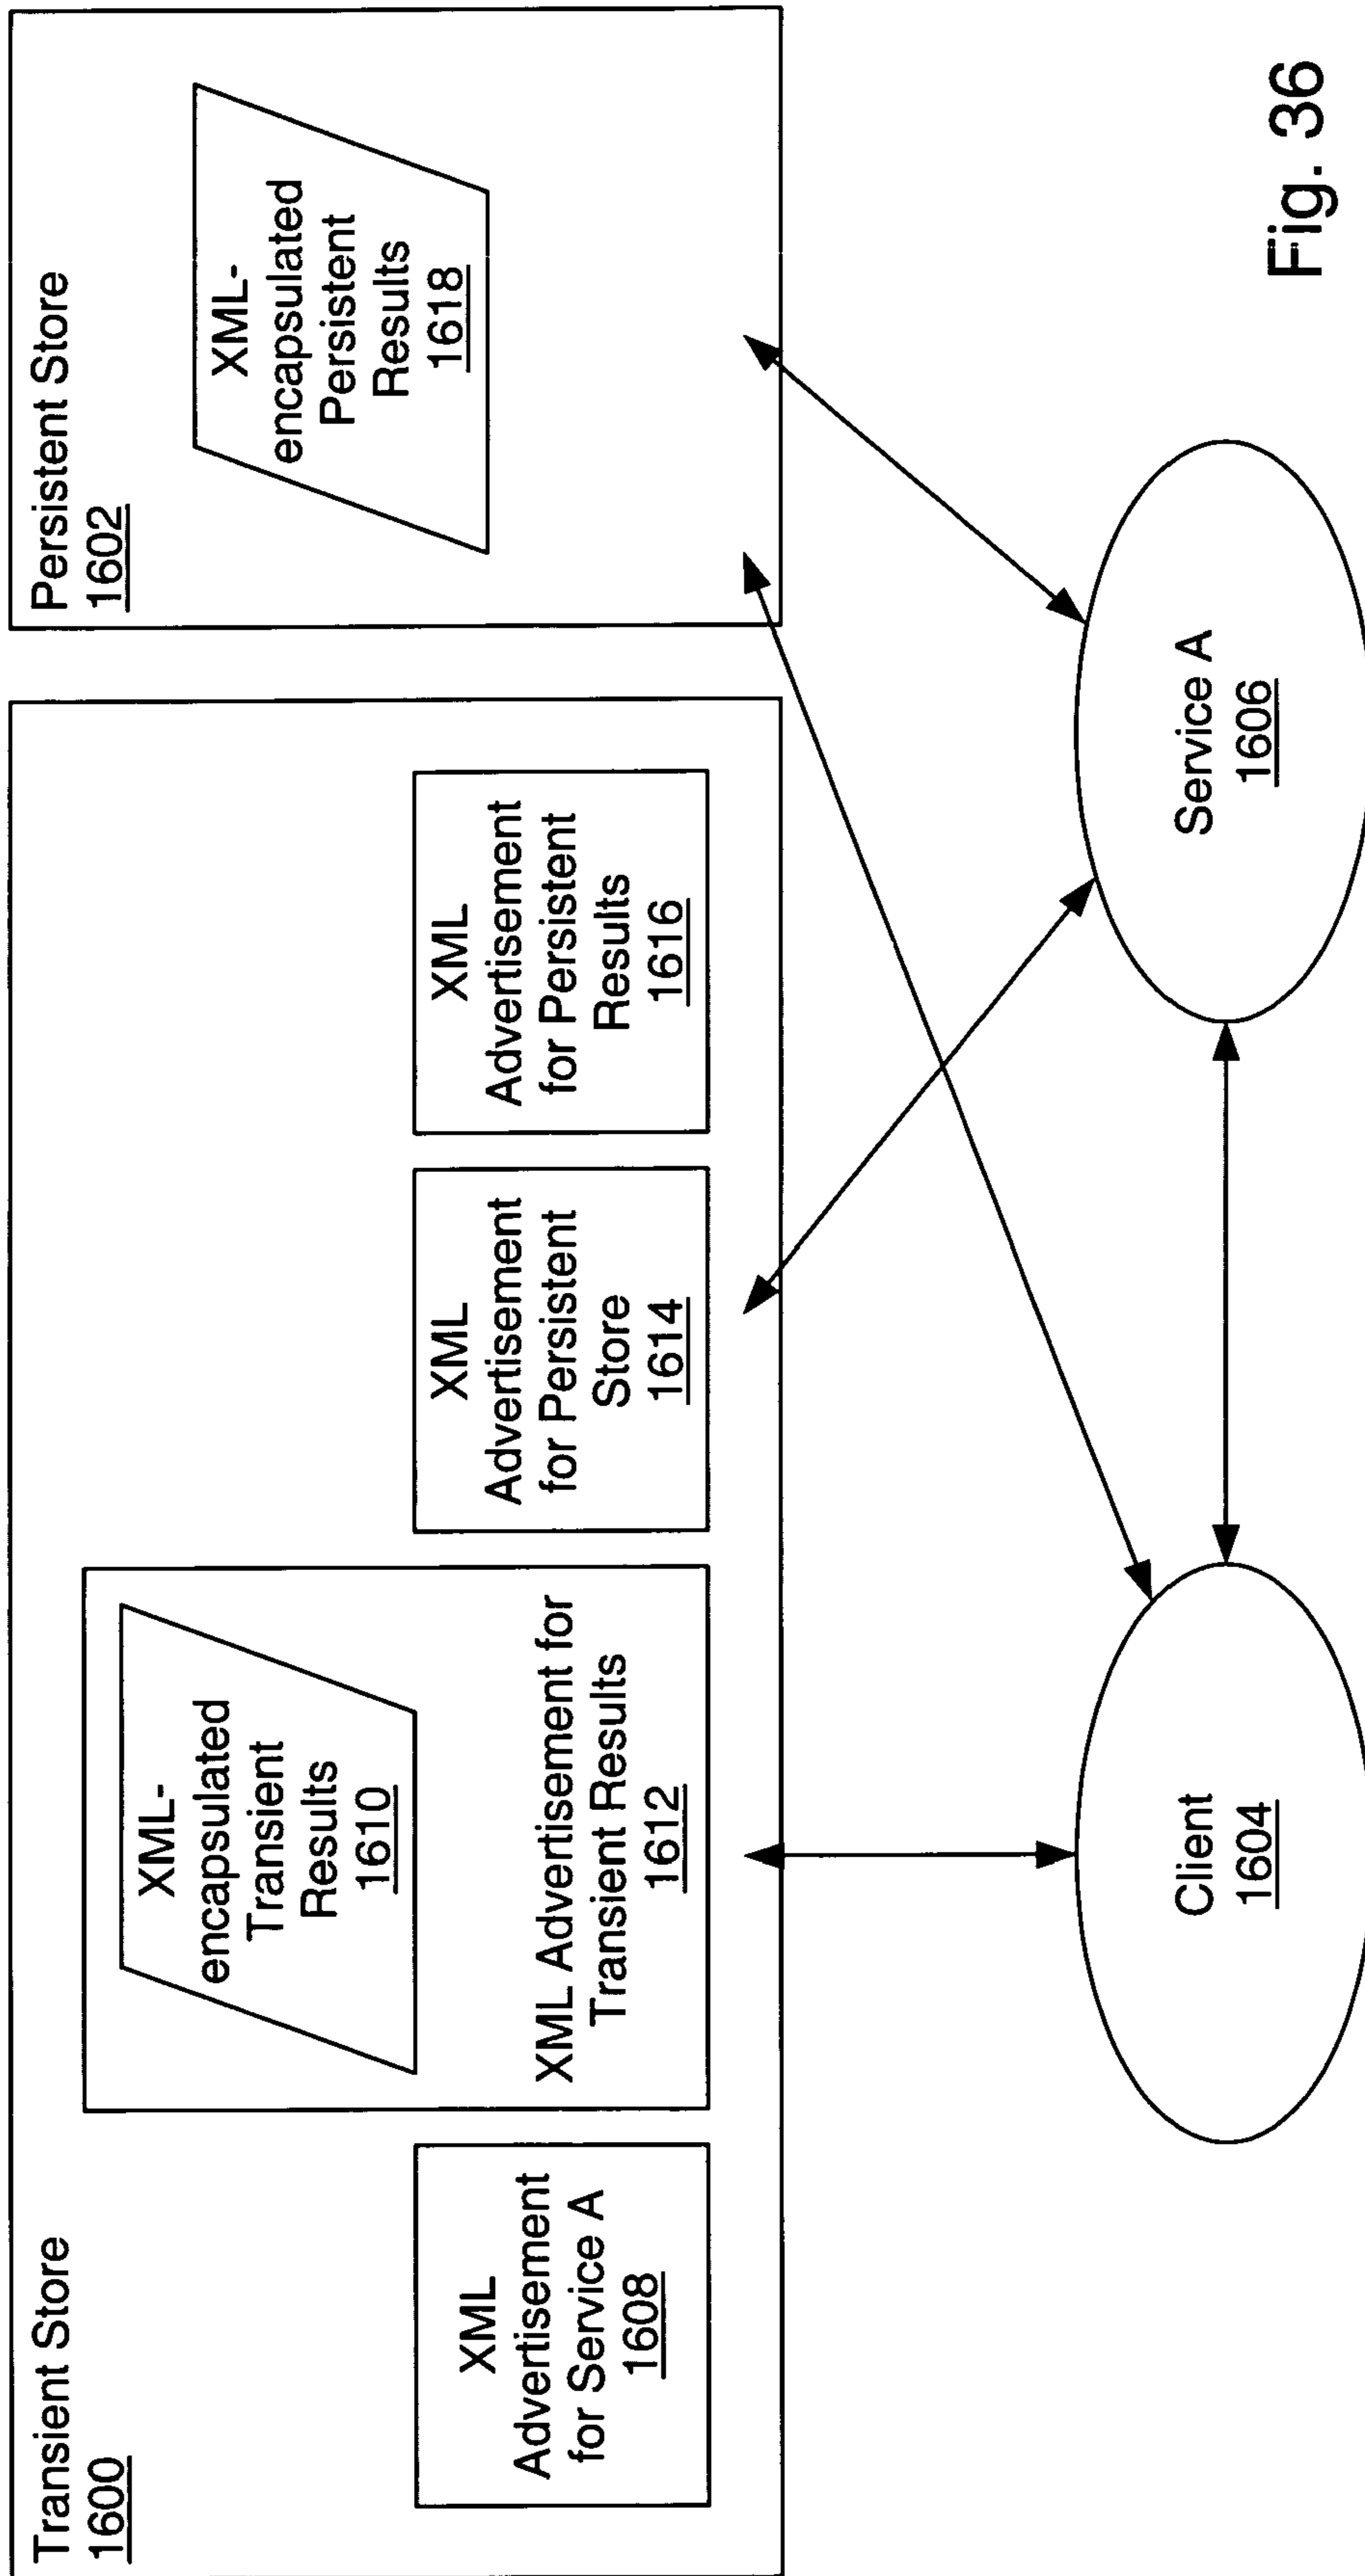 Transient Store
1600
XML
Advertisement
for Service A
1608
XML-
encapsulated
Transient
Results
1610
XML Advertisement for
Transient Results
1612
XML
Advertisement
for Persistent
Store
1614
XML
Advertisement
for Persistent
Results
1616
Persistent Store
1602
XML-
encapsulated
Persistent
Results
1618
Client
1604
Service A
1606
Fig. 36